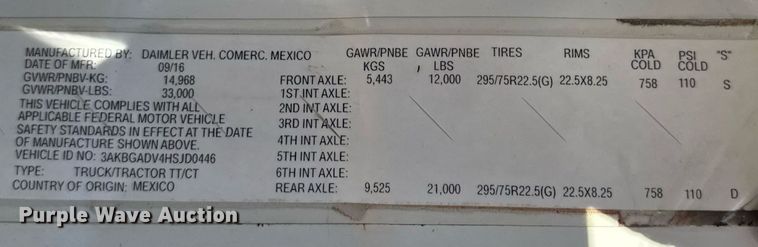 MANUFACTURED BY: DAIMLER VEH. COMERC. MEXICO GAWR/PNBE GAWR/PNBE TIRES RIMS KPA PSI "S"
DATE OF MFR: 09/16 KGS LBS COLD COLD
GVWR/PNBV-KG: 14,968 FRONT AXLE: 5,443 12,000 295/75R22.5(G) 22.5X8.25 758 110 S
GVWR/PNBV-LBS: 33,000 1ST INT AXLE:
THIS VEHICLE COMPLIES WITH ALL 2ND INT AXLE:
APPLICABLE FEDERAL MOTOR VEHICLE 3RD INT AXLE:
SAFETY STANDARDS IN EFFECT AT THE DATE
OF MANUFACTURE SHOWN ABOVE. 4TH INT AXLE:
VEHICLE ID NO: 3AKBGADV4HSJD0446 5TH INT AXLE:
TYPE: TRUCK/TRACTOR TT/CT 6TH INT AXLE:
COUNTRY OF ORIGIN: MEXICO REAR AXLE: 9,525 21,000 295/75R22.5(G) 22.5X8.25 758 110 D
Purple Wave Auction